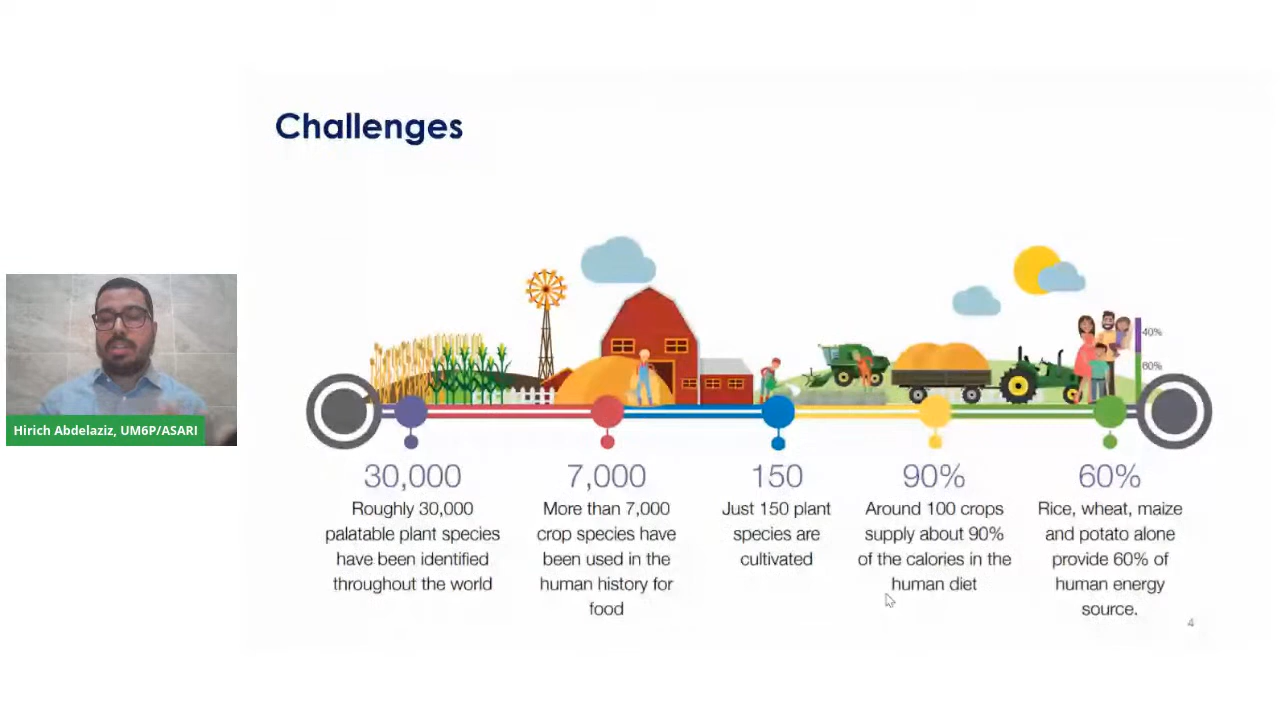 Challenges
Hirich Abdelaziz, UM6P/ASARI
40%
60%
30,000
Roughly 30,000
palatable plant species
have been identified
throughout the world
7,000
More than 7,000
crop species have
been used in the
human history for
food
150
Just 150 plant
species are
cultivated
90%
Around 100 crops
supply about 90%
of the calories in the
human diet
60%
Rice, wheat, maize
and potato alone
provide 60% of
human energy
source.
4